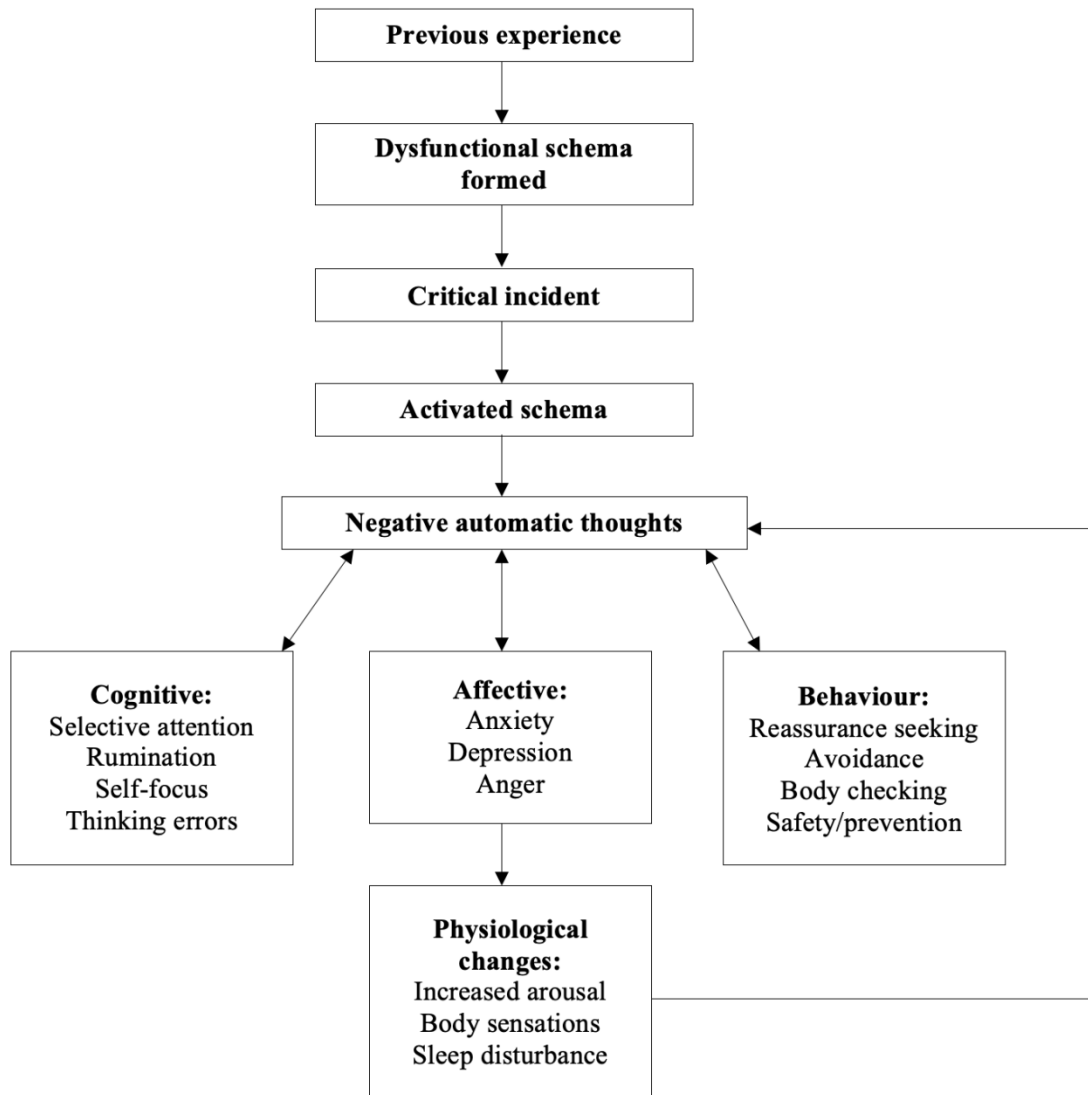 Previous experience
Dysfunctional schema
formed
Critical incident
Activated schema
Negative automatic thoughts
Cognitive:
Selective attention
Rumination
Self-focus
Thinking errors
Affective:
Anxiety
Depression
Anger
Behaviour:
Reassurance seeking
Avoidance
Body checking
Safety/prevention
Physiological
changes:
Increased arousal
Body sensations
Sleep disturbance